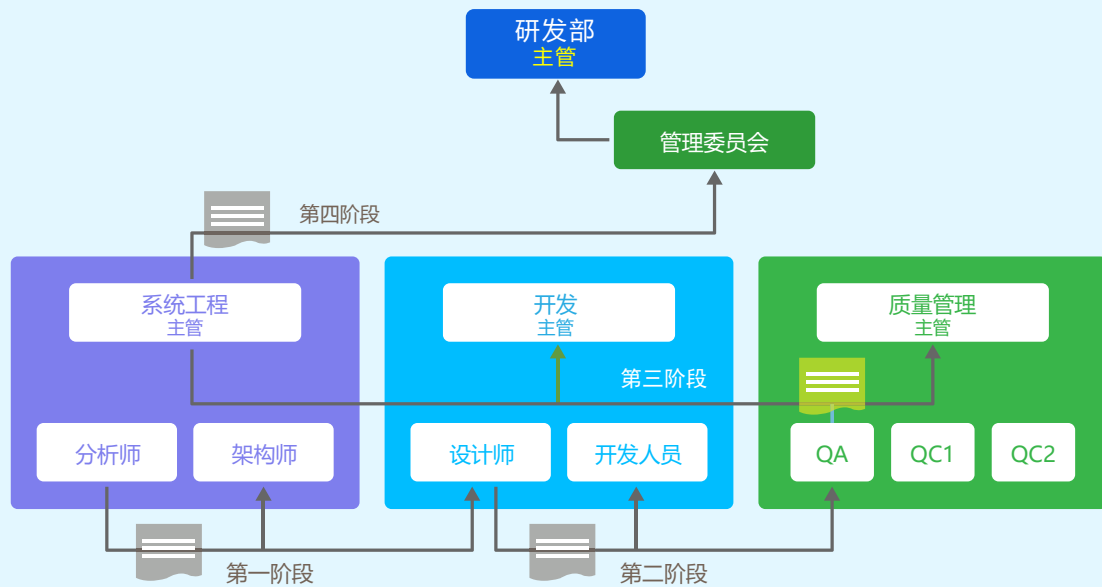 研发部
主管
管理委员会
第四阶段
系统工程
主管
开发
主管
质量管理
主管
第三阶段
分析师
架构师
设计师
开发人员
QA
QC1
QC2
第一阶段
第二阶段